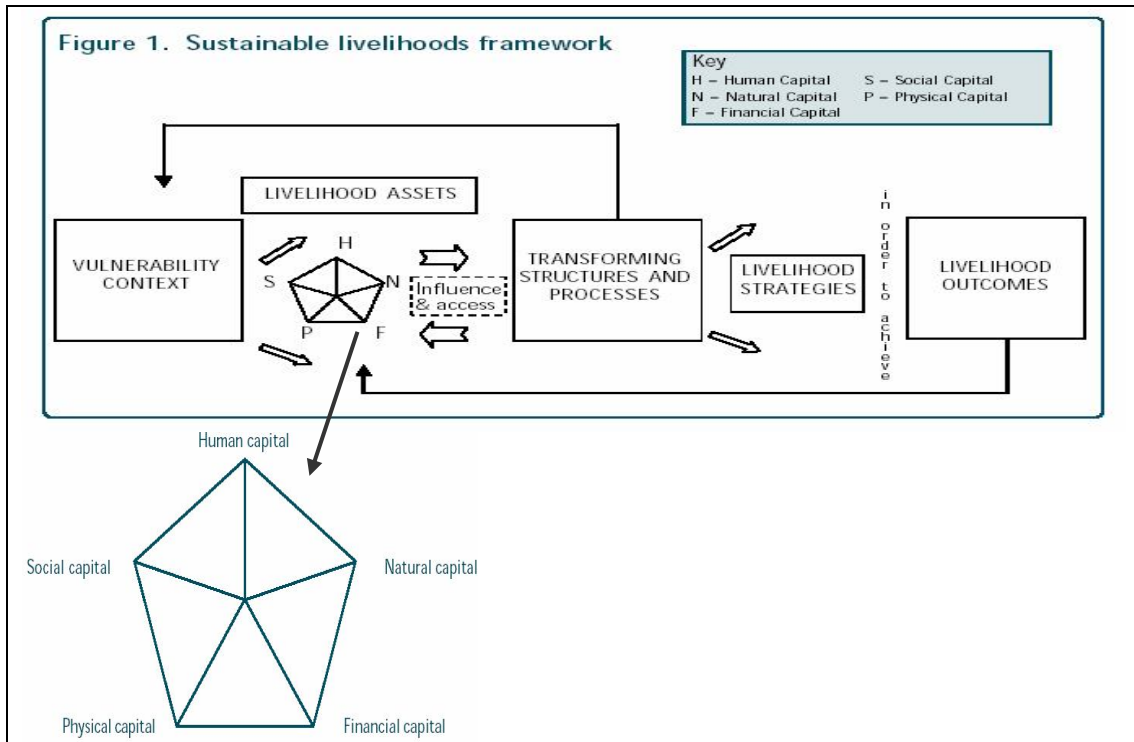 Figure 1. Sustainable livelihoods framework
Key
H – Human Capital S – Social Capital
N – Natural Capital P – Physical Capital
F – Financial Capital
LIVELIHOOD ASSETS
VULNERABILITY
CONTEXT
H
S
N
P
F
Influence
& access
TRANSFORMING
STRUCTURES AND
PROCESSES
LIVELIHOOD
STRATEGIES
in order to achieve
LIVELIHOOD
OUTCOMES
Human capital
Social capital
Natural capital
Physical capital
Financial capital